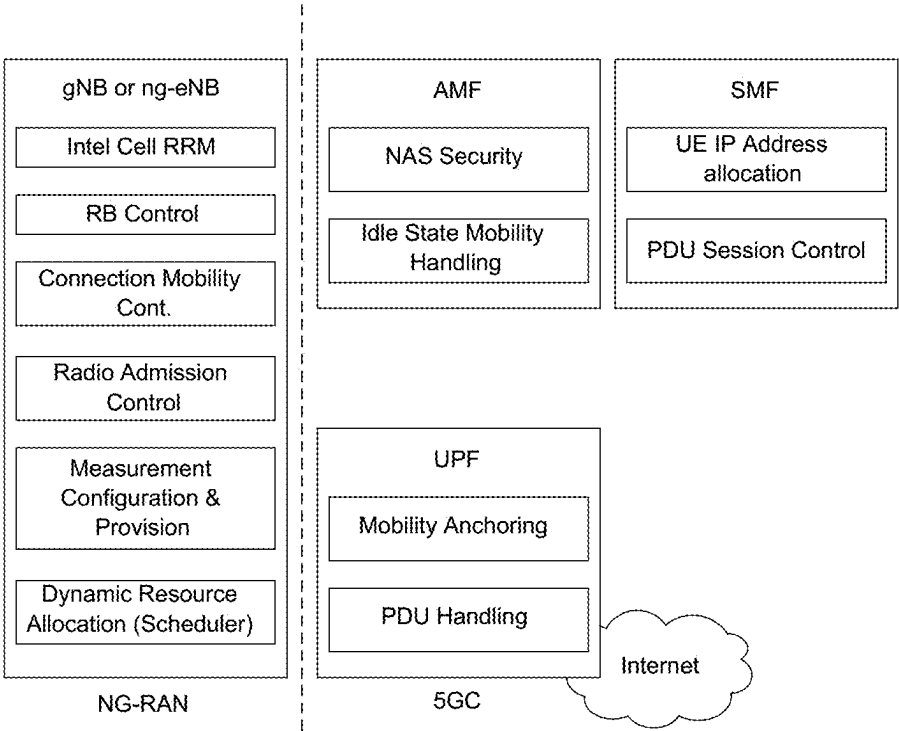 gNB or ng-eNB
Intel Cell RRM
RB Control
Connection Mobility
Cont.
Radio Admission
Control
Measurement
Configuration &
Provision
Dynamic Resource
Allocation (Scheduler)
NG-RAN
AMF
NAS Security
Idle State Mobility
Handling
SMF
UE IP Address
allocation
PDU Session Control
UPF
Mobility Anchoring
PDU Handling
Internet
5GC